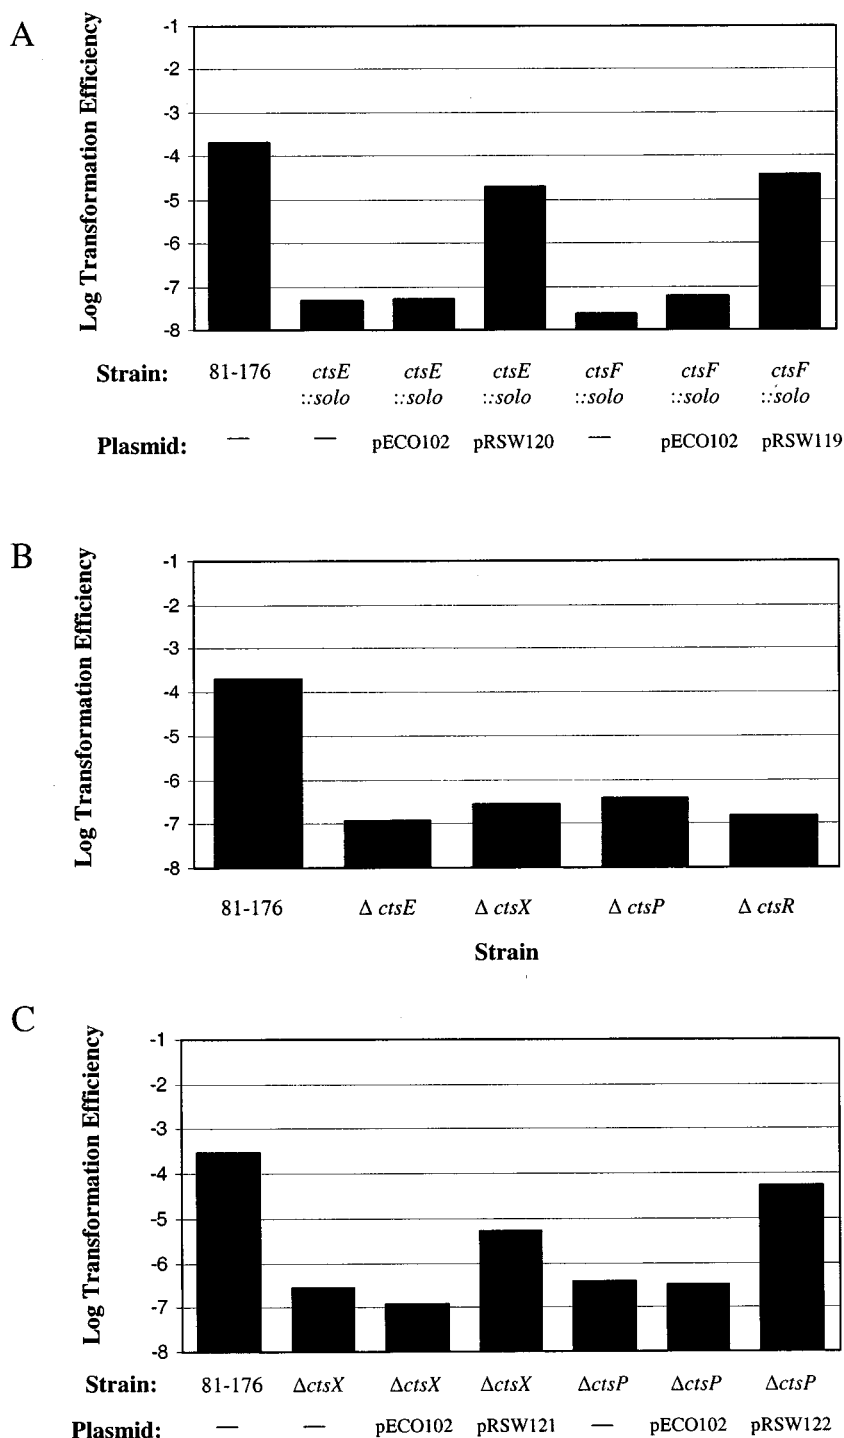 A
Log Transformation Efficiency
-1
-2
-3
-4
-5
-6
-7
-8
Strain: 81-176 ctsE ctsE ctsE ctsF ctsF ctsF
::solo ::solo ::solo ::solo ::solo ::solo
Plasmid: — — pECO102 pRSW120 — pECO102 pRSW119
B
Log Transformation Efficiency
-1
-2
-3
-4
-5
-6
-7
-8
81-176 Δ ctsE Δ ctsX Δ ctsP Δ ctsR
Strain
C
Log Transformation Efficiency
-1
-2
-3
-4
-5
-6
-7
-8
Strain: 81-176 ΔctsX ΔctsX ΔctsX ΔctsP ΔctsP ΔctsP
Plasmid: — — pECO102 pRSW121 — pECO102 pRSW122